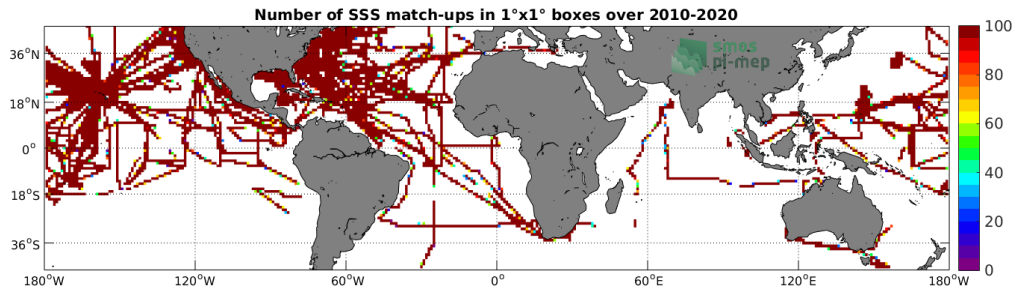 Number of SSS match-ups in 1°x1° boxes over 2010-2020
36°N
18°N
0°
18°S
36°S
180°W 120°W 60°W 0° 60°E 120°E 180°W
100
80
60
40
20
0
smos
pi-mep